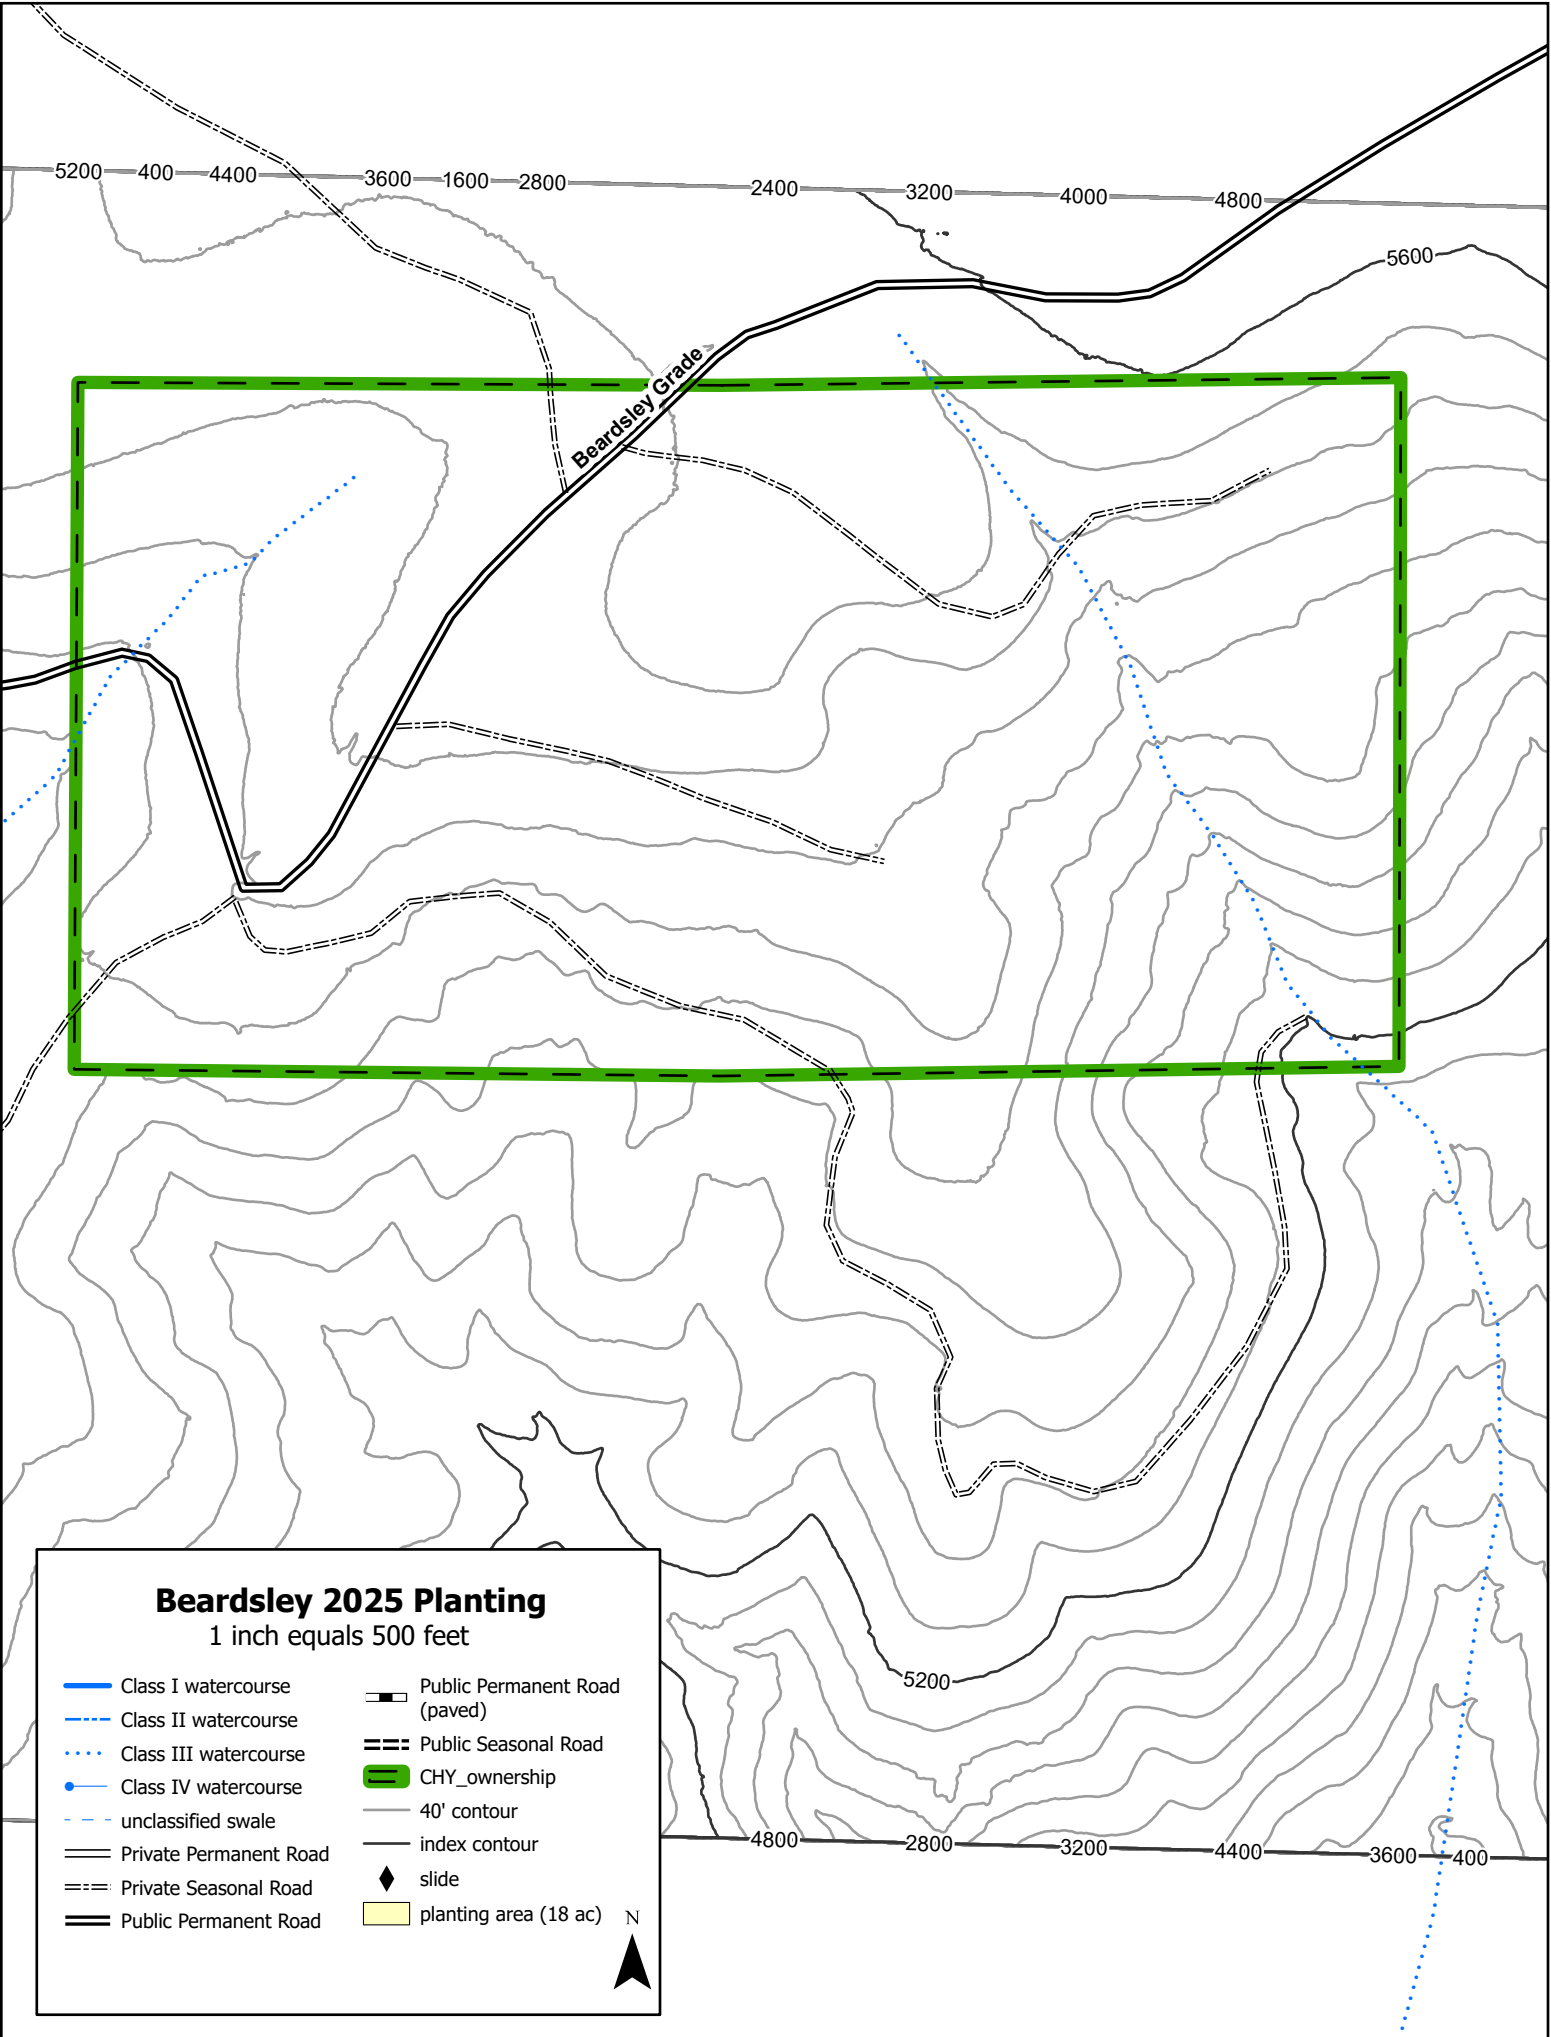 5200 400 4400 3600 1600 2800 2400 3200 4000 4800
5600
Beardsley Grade
5200
4800 2800 3200 4400 3600 400
Beardsley 2025 Planting
1 inch equals 500 feet
Class I watercourse
Class II watercourse
Class III watercourse
Class IV watercourse
unclassified swale
Private Permanent Road
Private Seasonal Road
Public Permanent Road
Public Permanent Road
(paved)
Public Seasonal Road
CHY_ownership
40' contour
index contour
slide
planting area (18 ac)
N